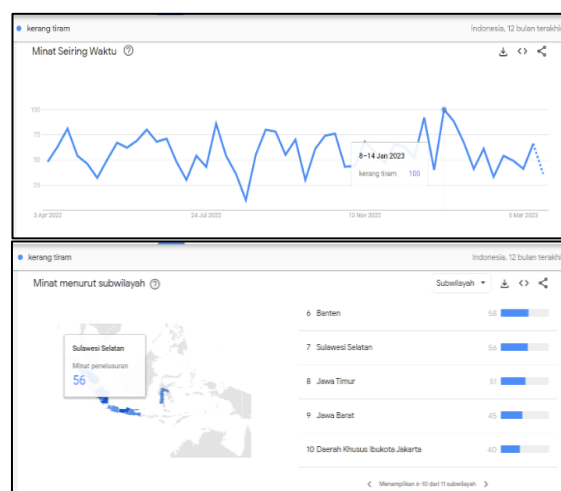 kerang tiram
Indonesia, 12 bulan terakhi
Minat Seiring Waktu
100
75
50
25
8–14 Jan 2023
kerang tiram 100
3 Apr 2022
24 Jul 2022
13 Nov 2022
5 Mar 2023
kerang tiram
Indonesia, 12 bulan terakhi
Minat menurut subwilayah
Subwilayah
Sulawesi Selatan
Minat penelusuran
56
6 Banten 58
7 Sulawesi Selatan 56
8 Jawa Timur 51
9 Jawa Barat 45
10 Daerah Khusus Ibukota Jakarta 40
Menampilkan 6-10 dari 11 subwilayah